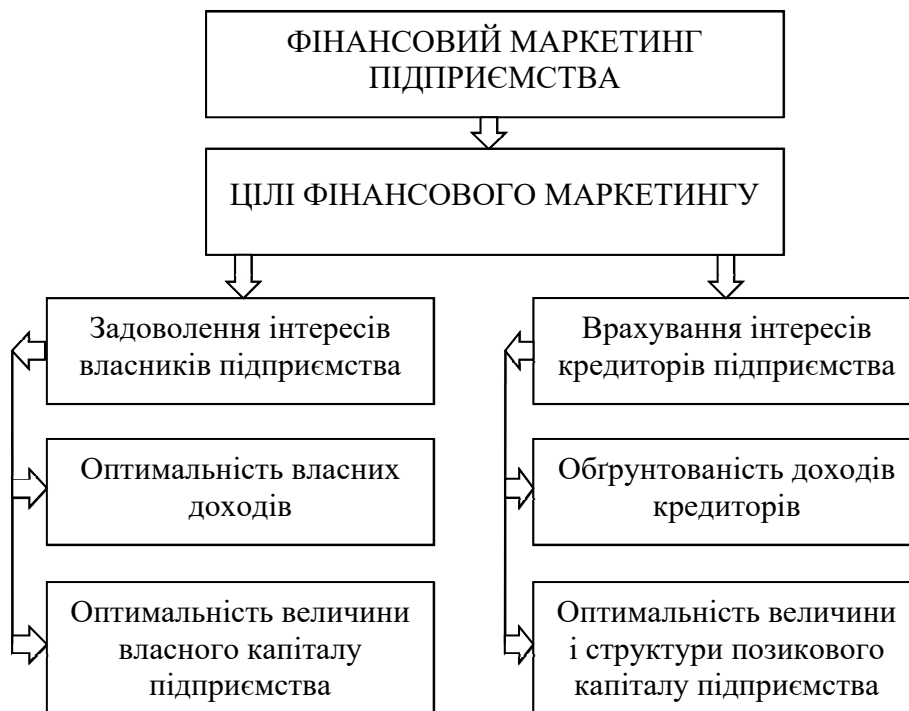 ФІНАНСОВИЙ МАРКЕТИНГ
ПІДПРИЄМСТВА
ЦІЛІ ФІНАНСОВОГО МАРКЕТИНГУ
Задоволення інтересів
власників підприємства
Врахування інтересів
кредиторів підприємства
Оптимальність власних
доходів
Обґрунтованість доходів
кредиторів
Оптимальність величини
власного капіталу
підприємства
Оптимальність величини
і структури позикового
капіталу підприємства